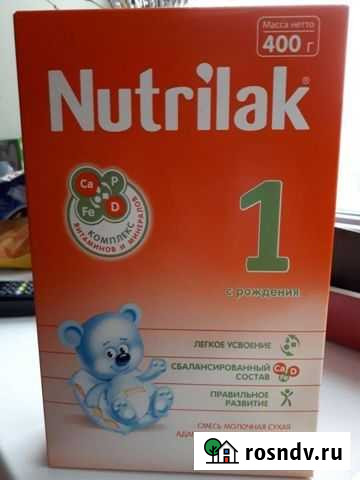 Масса нетто
400 г
Nutrilak®
Ca P
Fe D
КОМПЛЕКС
ВИТАМИНОВ И МИНЕРАЛОВ
1
с рождения
ЛЕГКОЕ УСВОЕНИЕ
СБАЛАНСИРОВАННЫЙ
СОСТАВ
Ca P
Fe D
ПРАВИЛЬНОЕ
РАЗВИТИЕ
СМЕСЬ МОЛОЧНАЯ СУХАЯ
rosndv.ru